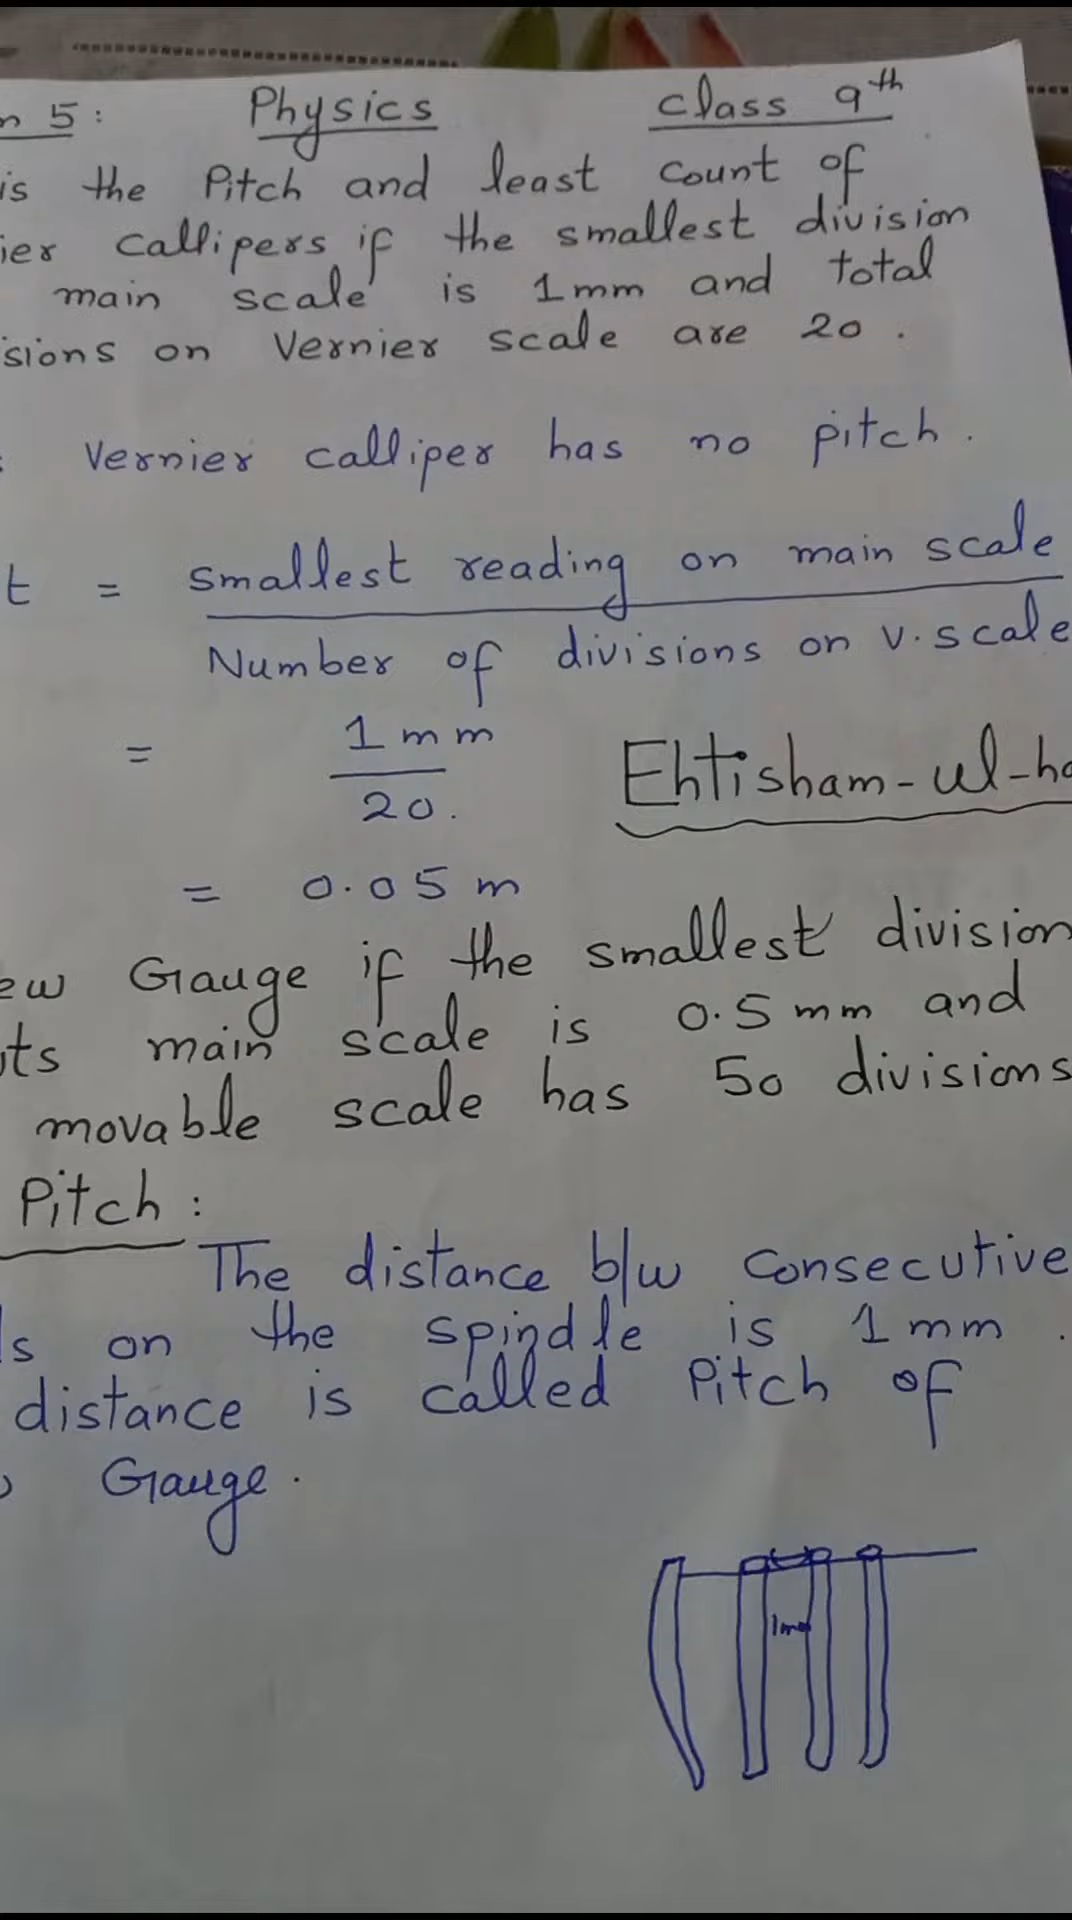 n 5: Physics Class 9th
is the Pitch and least count of
ier Callipers if the smallest division
main scale is 1mm and total
sions on Vernier scale are 20.
: Vernier calliper has no pitch.
t = smallest reading on main scale
Number of divisions on V.scale
= 1mm
20.
Ehtisham-ul-ha
= 0.05 m
ew Gauge if the smallest division
its main scale is 0.5 mm and
movable scale has 50 divisions
Pitch:
The distance b/w consecutive
ds on the spindle is 1mm.
distance is called Pitch of
Gauge.
1mm